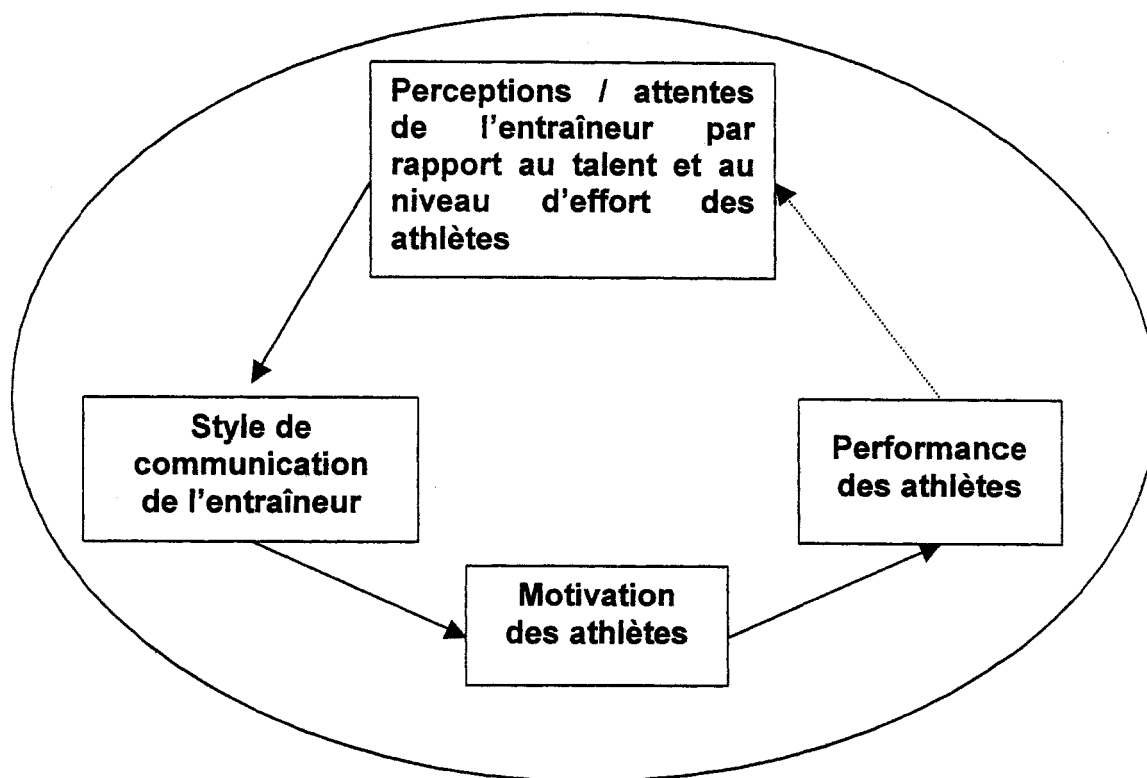 Perceptions / attentes
de l'entraîneur par
rapport au talent et au
niveau d'effort des
athlètes
Style de
communication
de l'entraîneur
Performance
des athlètes
Motivation
des athlètes